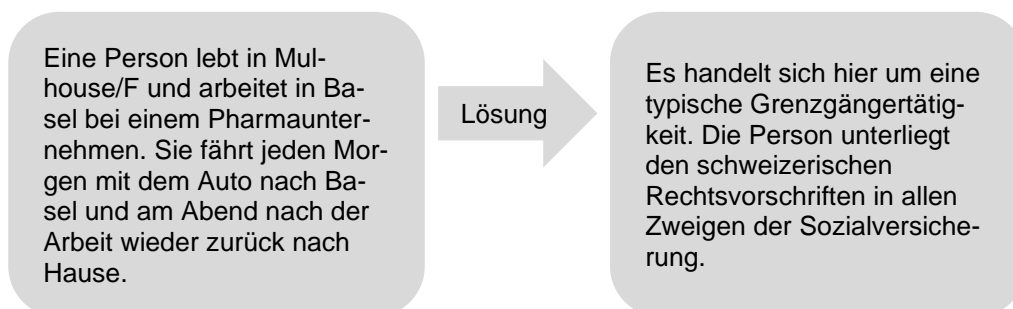 Eine Person lebt in Mul-
house/F und arbeitet in Ba-
sel bei einem Pharmaunter-
nehmen. Sie fährt jeden Mor-
gen mit dem Auto nach Ba-
sel und am Abend nach der
Arbeit wieder zurück nach
Hause.
Lösung
Es handelt sich hier um eine
typische Grenzgängertätig-
keit. Die Person unterliegt
den schweizerischen
Rechtsvorschriften in allen
Zweigen der Sozialversiche-
rung.